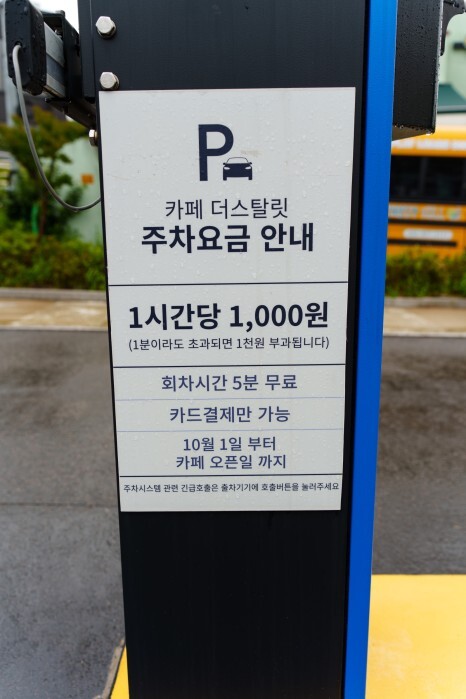 P
카페 더스탈릿
주차요금 안내
1시간당 1,000원
(1분이라도 초과되면 1천원 부과됩니다)
회차시간 5분 무료
카드결제만 가능
10월 1일 부터
카페 오픈일 까지
주차시스템 관련 긴급호출은 출차기기에 호출버튼을 눌러주세요